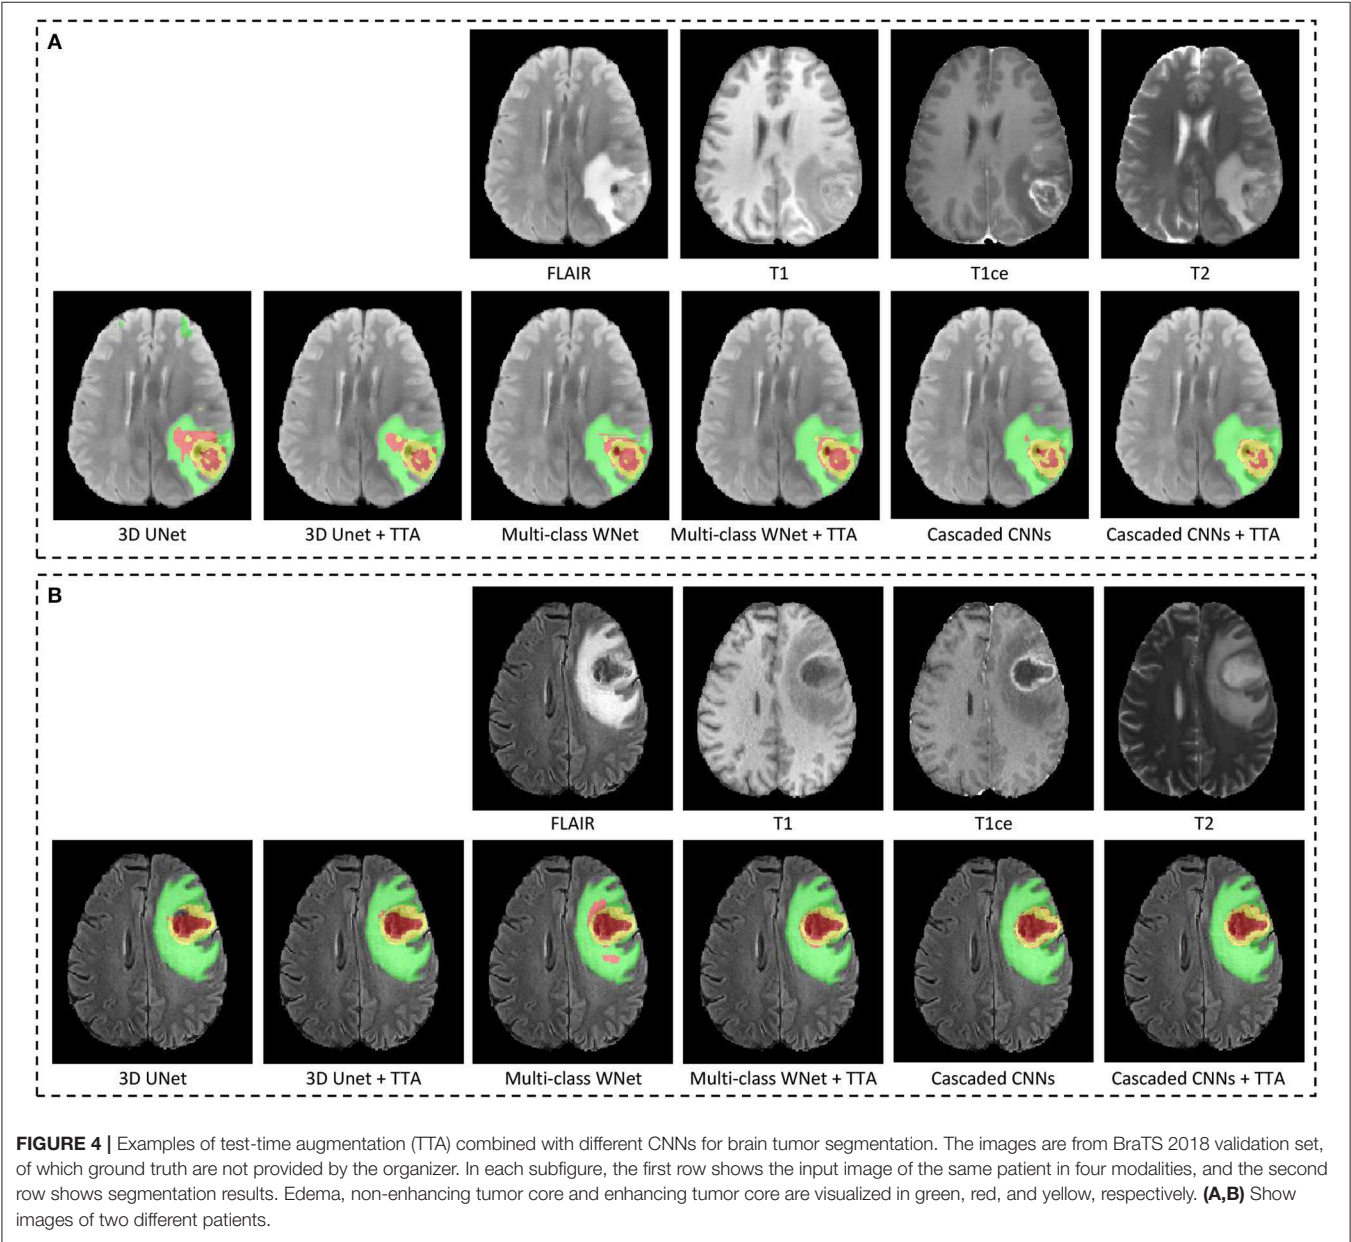 A
FLAIR
T1
T1ce
T2
3D UNet
3D Unet + TTA
Multi-class WNet
Multi-class WNet + TTA
Cascaded CNNs
Cascaded CNNs + TTA
B
FLAIR
T1
T1ce
T2
3D UNet
3D Unet + TTA
Multi-class WNet
Multi-class WNet + TTA
Cascaded CNNs
Cascaded CNNs + TTA
FIGURE 4 | Examples of test-time augmentation (TTA) combined with different CNNs for brain tumor segmentation. The images are from BraTS 2018 validation set,
of which ground truth are not provided by the organizer. In each subfigure, the first row shows the input image of the same patient in four modalities, and the second
row shows segmentation results. Edema, non-enhancing tumor core and enhancing tumor core are visualized in green, red, and yellow, respectively. (A,B) Show
images of two different patients.